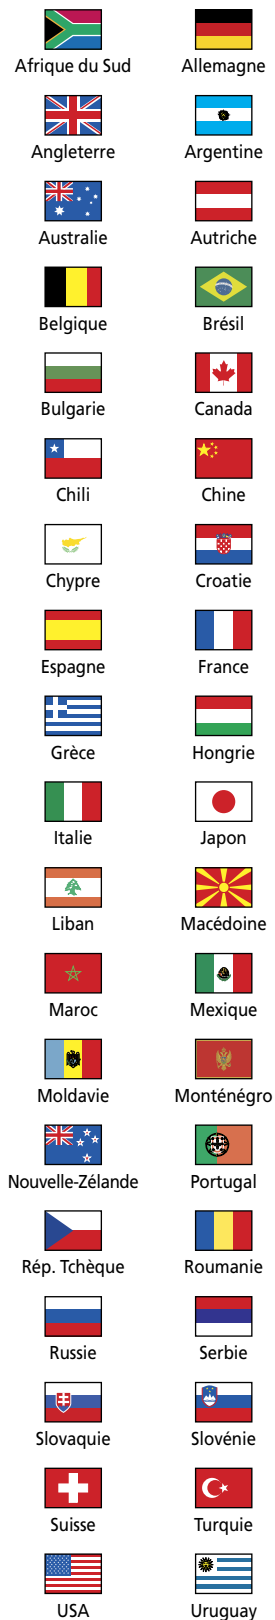 Afrique du Sud
Allemagne
Angleterre
Argentine
Australie
Autriche
Belgique
Brésil
Bulgarie
Canada
Chili
Chine
Chypre
Croatie
Espagne
France
Grèce
Hongrie
Italie
Japon
Liban
Macédoine
Maroc
Mexique
Moldavie
Monténégro
Nouvelle-Zélande
Portugal
Rép. Tchèque
Roumanie
Russie
Serbie
Slovaquie
Slovénie
Suisse
Turquie
USA
Uruguay